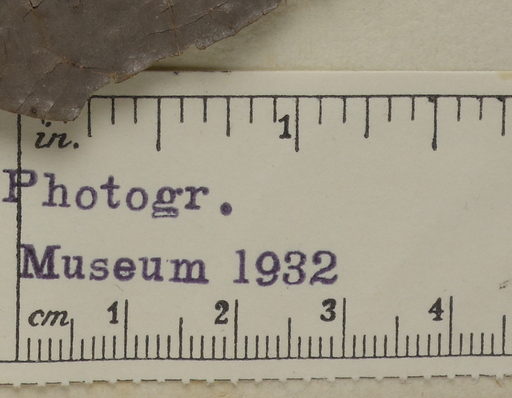 in. 1
Photogr.
Museum 1932
cm 1 2 3 4